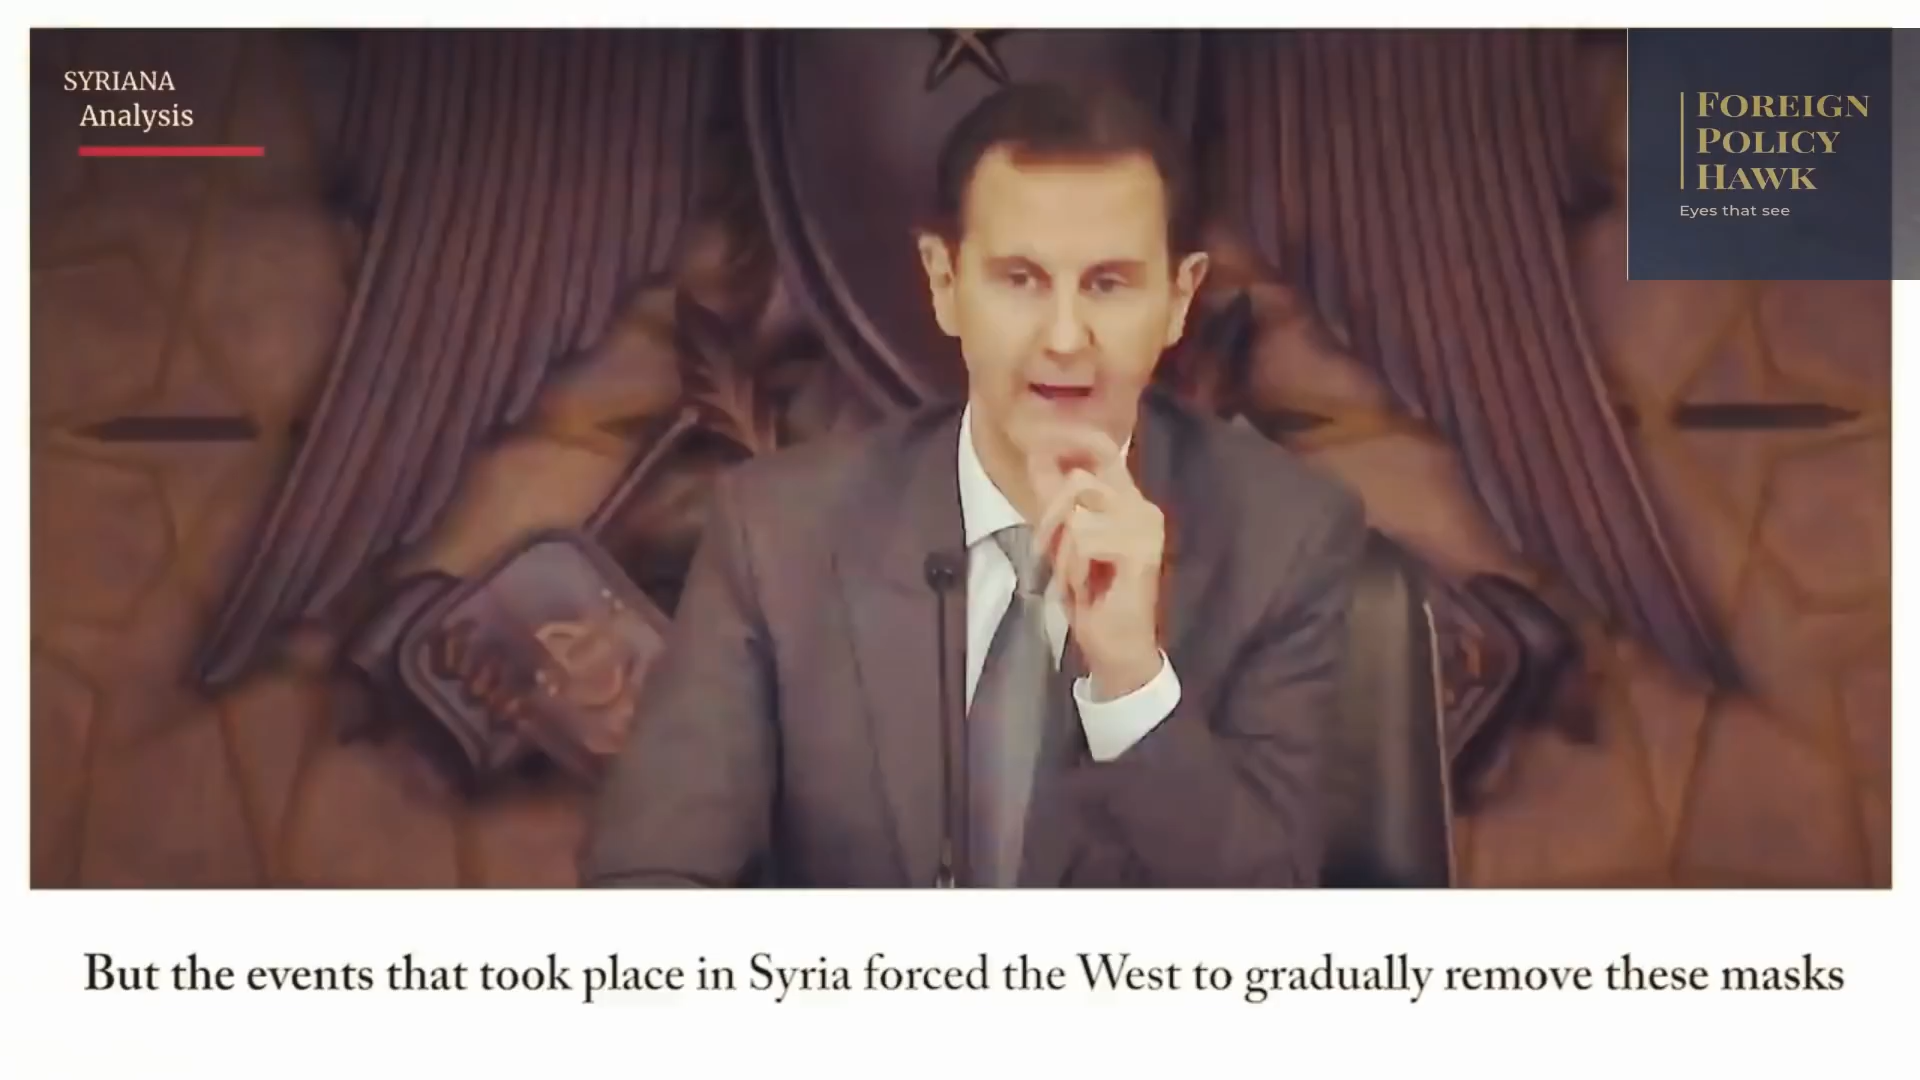 SYRIANA
Analysis
FOREIGN
POLICY
HAWK
Eyes that see
But the events that took place in Syria forced the West to gradually remove these masks